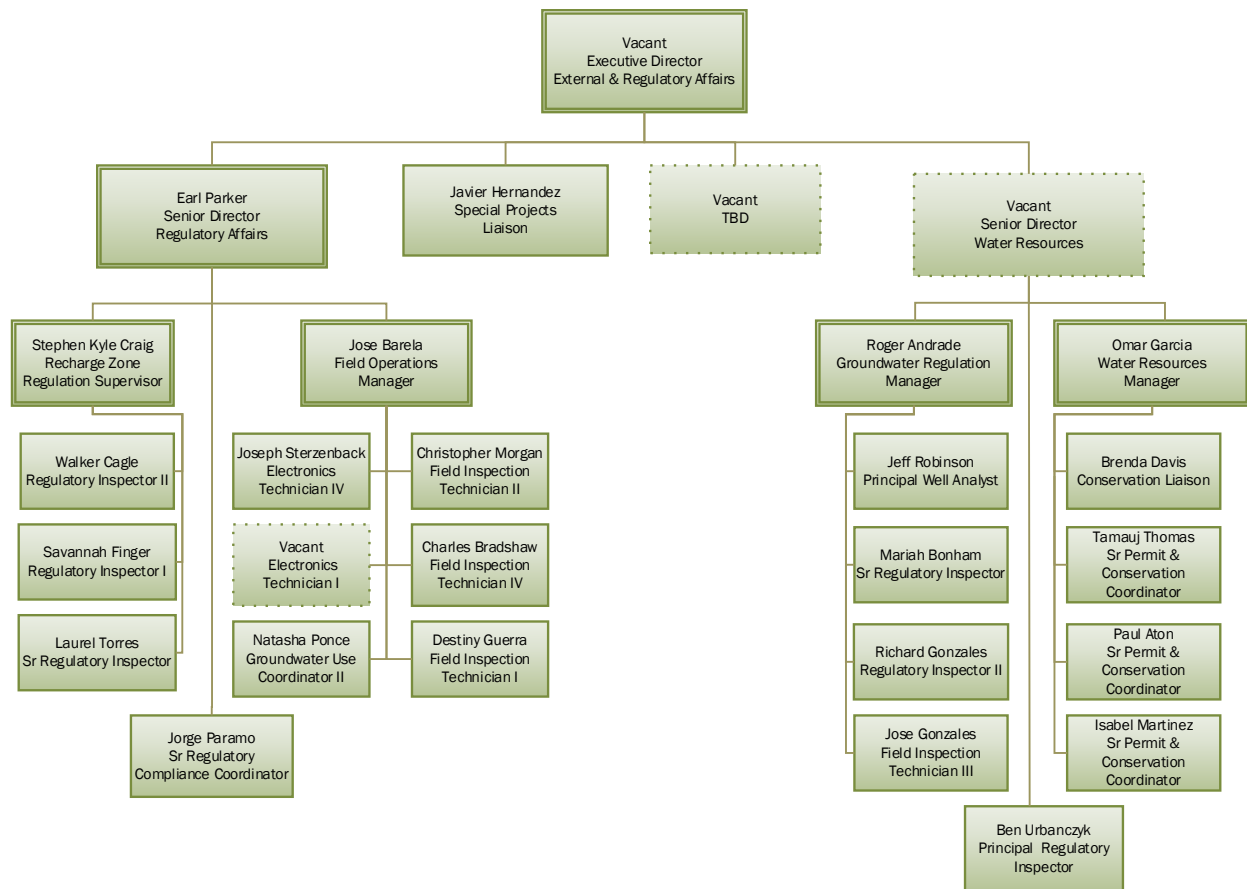 Vacant
Executive Director
External & Regulatory Affairs
Earl Parker
Senior Director
Regulatory Affairs
Javier Hernandez
Special Projects
Liaison
Vacant
TBD
Vacant
Senior Director
Water Resources
Stephen Kyle Craig
Recharge Zone
Regulation Supervisor
Jose Barela
Field Operations
Manager
Roger Andrade
Groundwater Regulation
Manager
Omar Garcia
Water Resources
Manager
Walker Cagle
Regulatory Inspector II
Joseph Sterzenback
Electronics
Technician IV
Christopher Morgan
Field Inspection
Technician II
Jeff Robinson
Principal Well Analyst
Brenda Davis
Conservation Liaison
Savannah Finger
Regulatory Inspector I
Vacant
Electronics
Technician I
Charles Bradshaw
Field Inspection
Technician IV
Mariah Bonham
Sr Regulatory Inspector
Tamauj Thomas
Sr Permit &
Conservation
Coordinator
Laurel Torres
Sr Regulatory Inspector
Natasha Ponce
Groundwater Use
Coordinator II
Destiny Guerra
Field Inspection
Technician I
Richard Gonzales
Regulatory Inspector II
Paul Aton
Sr Permit &
Conservation
Coordinator
Jorge Paramo
Sr Regulatory
Compliance Coordinator
Jose Gonzales
Field Inspection
Technician III
Isabel Martinez
Sr Permit &
Conservation
Coordinator
Ben Urbanczyk
Principal Regulatory
Inspector